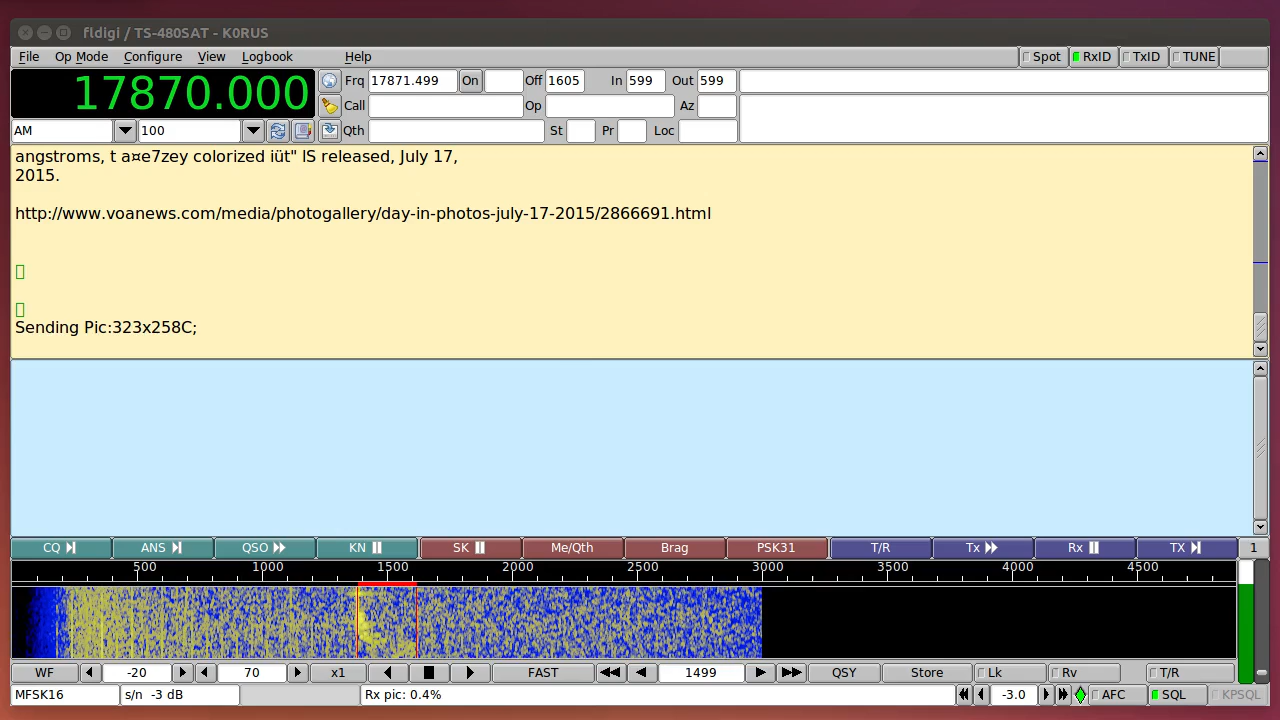 fldigi / TS-480SAT - K0RUS
File Op Mode Configure View Logbook Help Spot RxID TxID TUNE
17870.000 Frq 17871.499 On Off 1605 In 599 Out 599
Call Op Az
AM 100 Qth St Pr Loc
angstroms, t a¤e7zey colorized iüt" IS released, July 17,
2015.
http://www.voanews.com/media/photogallery/day-in-photos-july-17-2015/2866691.html
Sending Pic:323x258C;
CQ ANS QSO KN SK Me/Qth Brag PSK31 T/R Tx Rx TX 1
500 1000 1500 2000 2500 3000 3500 4000 4500
WF -20 70 x1 FAST 1499 QSY Store Lk Rv T/R
MFSK16 s/n -3 dB Rx pic: 0.4% -3.0 AFC SQL KPSQL